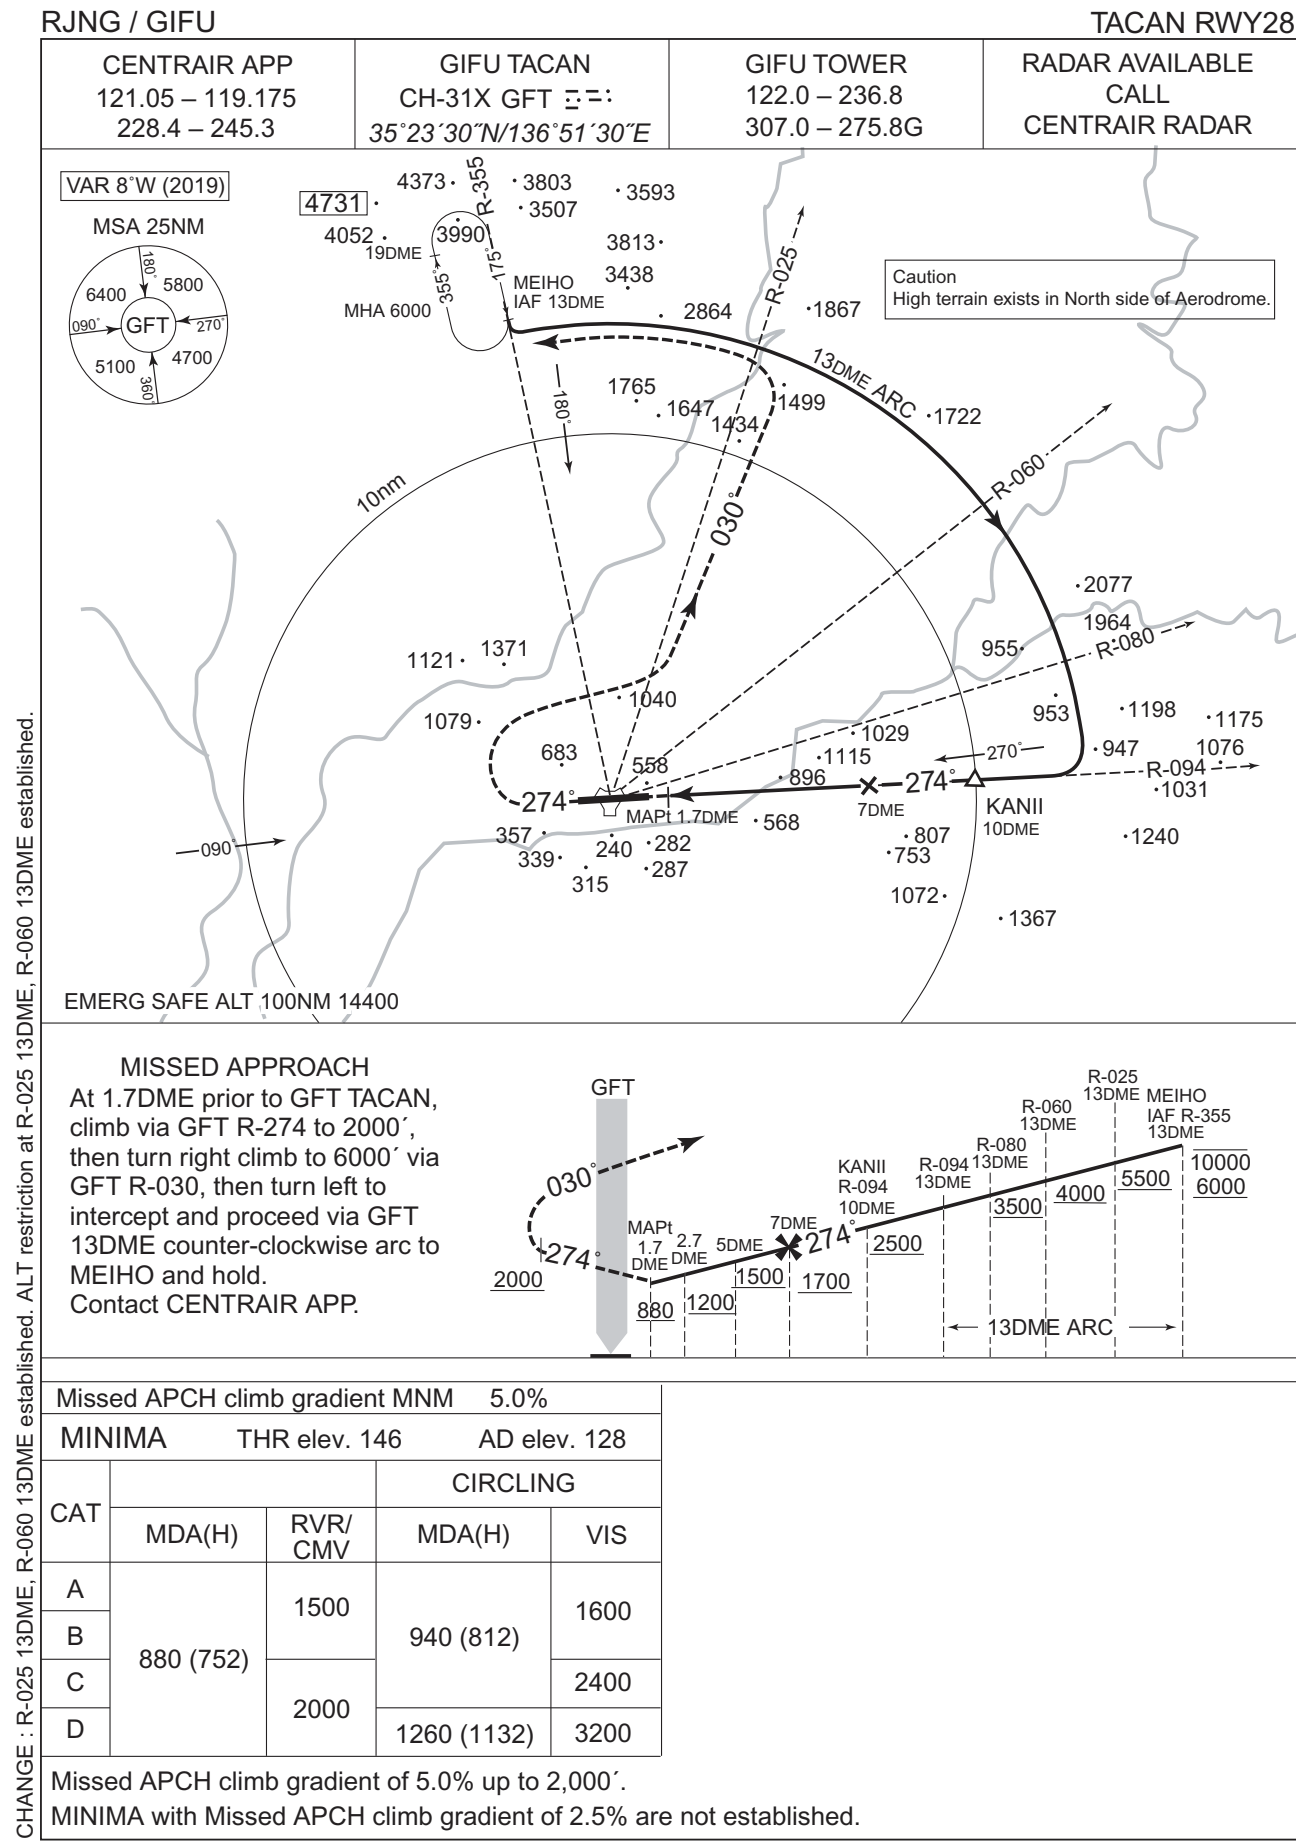 RJNG / GIFU
TACAN RWY28
CENTRAIR APP
121.05 – 119.175
228.4 – 245.3
GIFU TACAN
CH-31X GFT
35˚23´30˝N/136˚51´30˝E
GIFU TOWER
122.0 – 236.8
307.0 – 275.8G
RADAR AVAILABLE
CALL
CENTRAIR RADAR
VAR 8˚W (2019)
MSA 25NM
180˚
6400
5800
090˚
GFT
270˚
5100
4700
360˚
4731
4373
R-355
3803
3593
3507
4052
3990
19DME
3813
3438
355˚
175˚
MEIHO
IAF 13DME
MHA 6000
R-025
2864
1867
Caution
High terrain exists in North side of Aerodrome.
13DME ARC
180˚
1765
1647
1434
1499
1722
10nm
030˚
R-060
2077
1964
955
R-080
1371
1121
1040
1079
953
1198
1175
1029
947
1076
683
558
1115
270˚
R-094
896
274˚
274˚
1031
MAPt 1.7DME
7DME
KANII
10DME
568
357
339
240
282
287
315
807
753
1240
1072
1367
090˚
EMERG SAFE ALT 100NM 14400
MISSED APPROACH
At 1.7DME prior to GFT TACAN,
climb via GFT R-274 to 2000´,
then turn right climb to 6000´ via
GFT R-030, then turn left to
intercept and proceed via GFT
13DME counter-clockwise arc to
MEIHO and hold.
Contact CENTRAIR APP.
GFT
030˚
274˚
2000
MAPt
1.7
DME
880
2.7
DME
1200
5DME
1500
7DME
1700
274˚
KANII
R-094
10DME
2500
R-094
13DME
R-080
13DME
3500
R-060
13DME
4000
R-025
13DME
5500
MEIHO
IAF R-355
13DME
10000
6000
13DME ARC
Missed APCH climb gradient MNM 5.0%
MINIMA THR elev. 146 AD elev. 128
CAT
CIRCLING
MDA(H)
RVR/
CMV
MDA(H)
VIS
A
B
C
D
880 (752)
1500
2000
940 (812)
1260 (1132)
1600
2400
3200
Missed APCH climb gradient of 5.0% up to 2,000´.
MINIMA with Missed APCH climb gradient of 2.5% are not established.
CHANGE : R-025 13DME, R-060 13DME established. ALT restriction at R-025 13DME, R-060 13DME established.